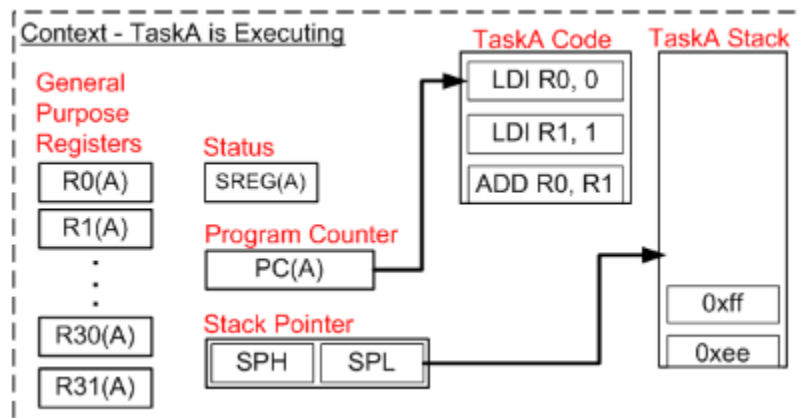 Context - TaskA is Executing
TaskA Code
TaskA Stack
General
Purpose
Registers
R0(A)
R1(A)
R30(A)
R31(A)
Status
SREG(A)
Program Counter
PC(A)
Stack Pointer
SPH
SPL
LDI R0, 0
LDI R1, 1
ADD R0, R1
0xff
0xee